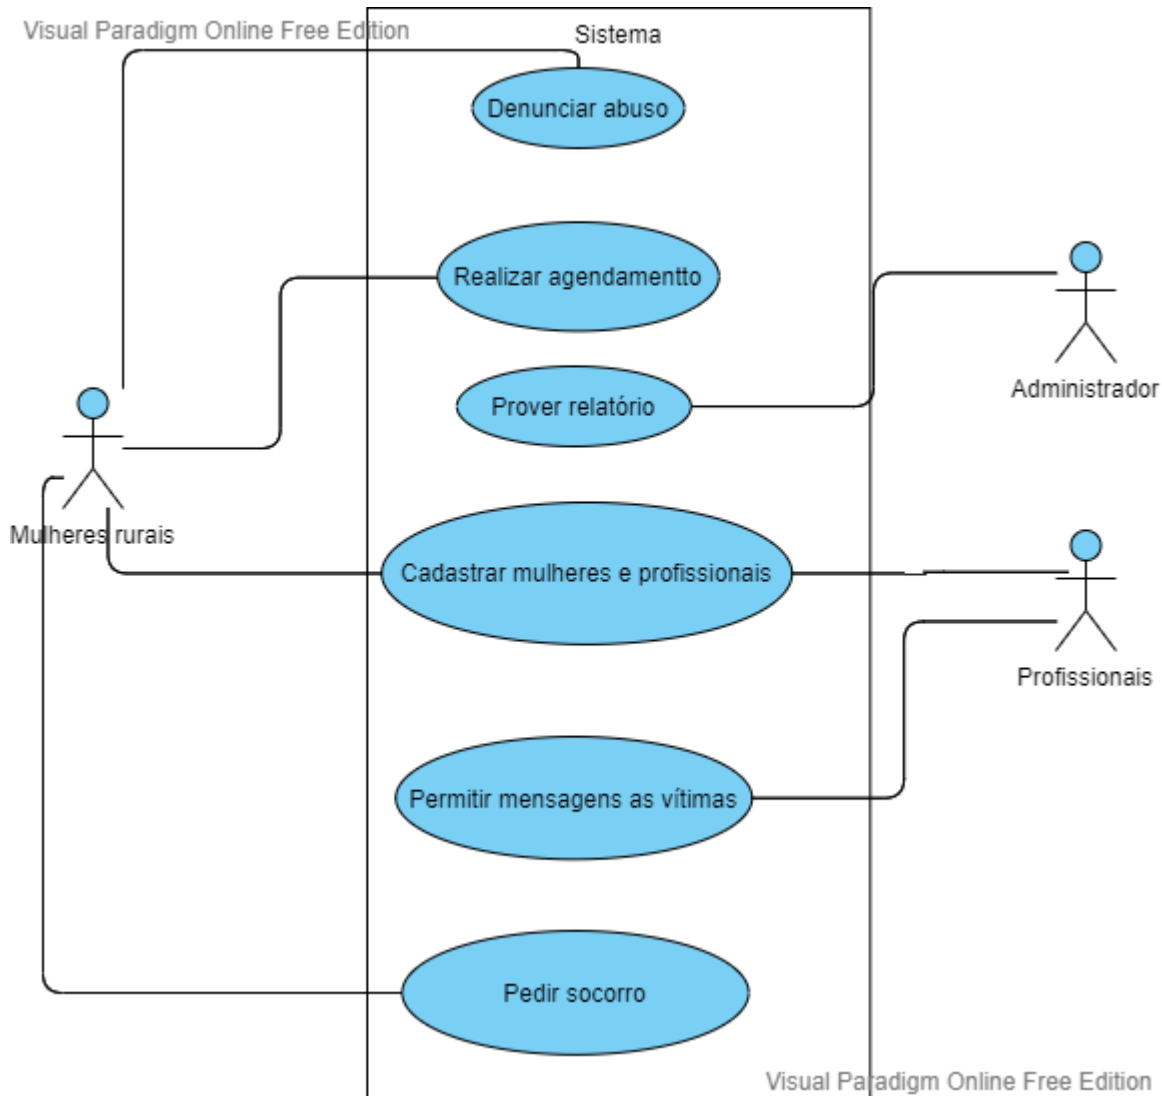 Visual Paradigm Online Free Edition
Sistema
Denunciar abuso
Realizar agendamentto
Administrador
Prover relatório
Mulheres rurais
Cadastrar mulheres e profissionais
Profissionais
Permitir mensagens as vítimas
Pedir socorro
Visual Paradigm Online Free Edition